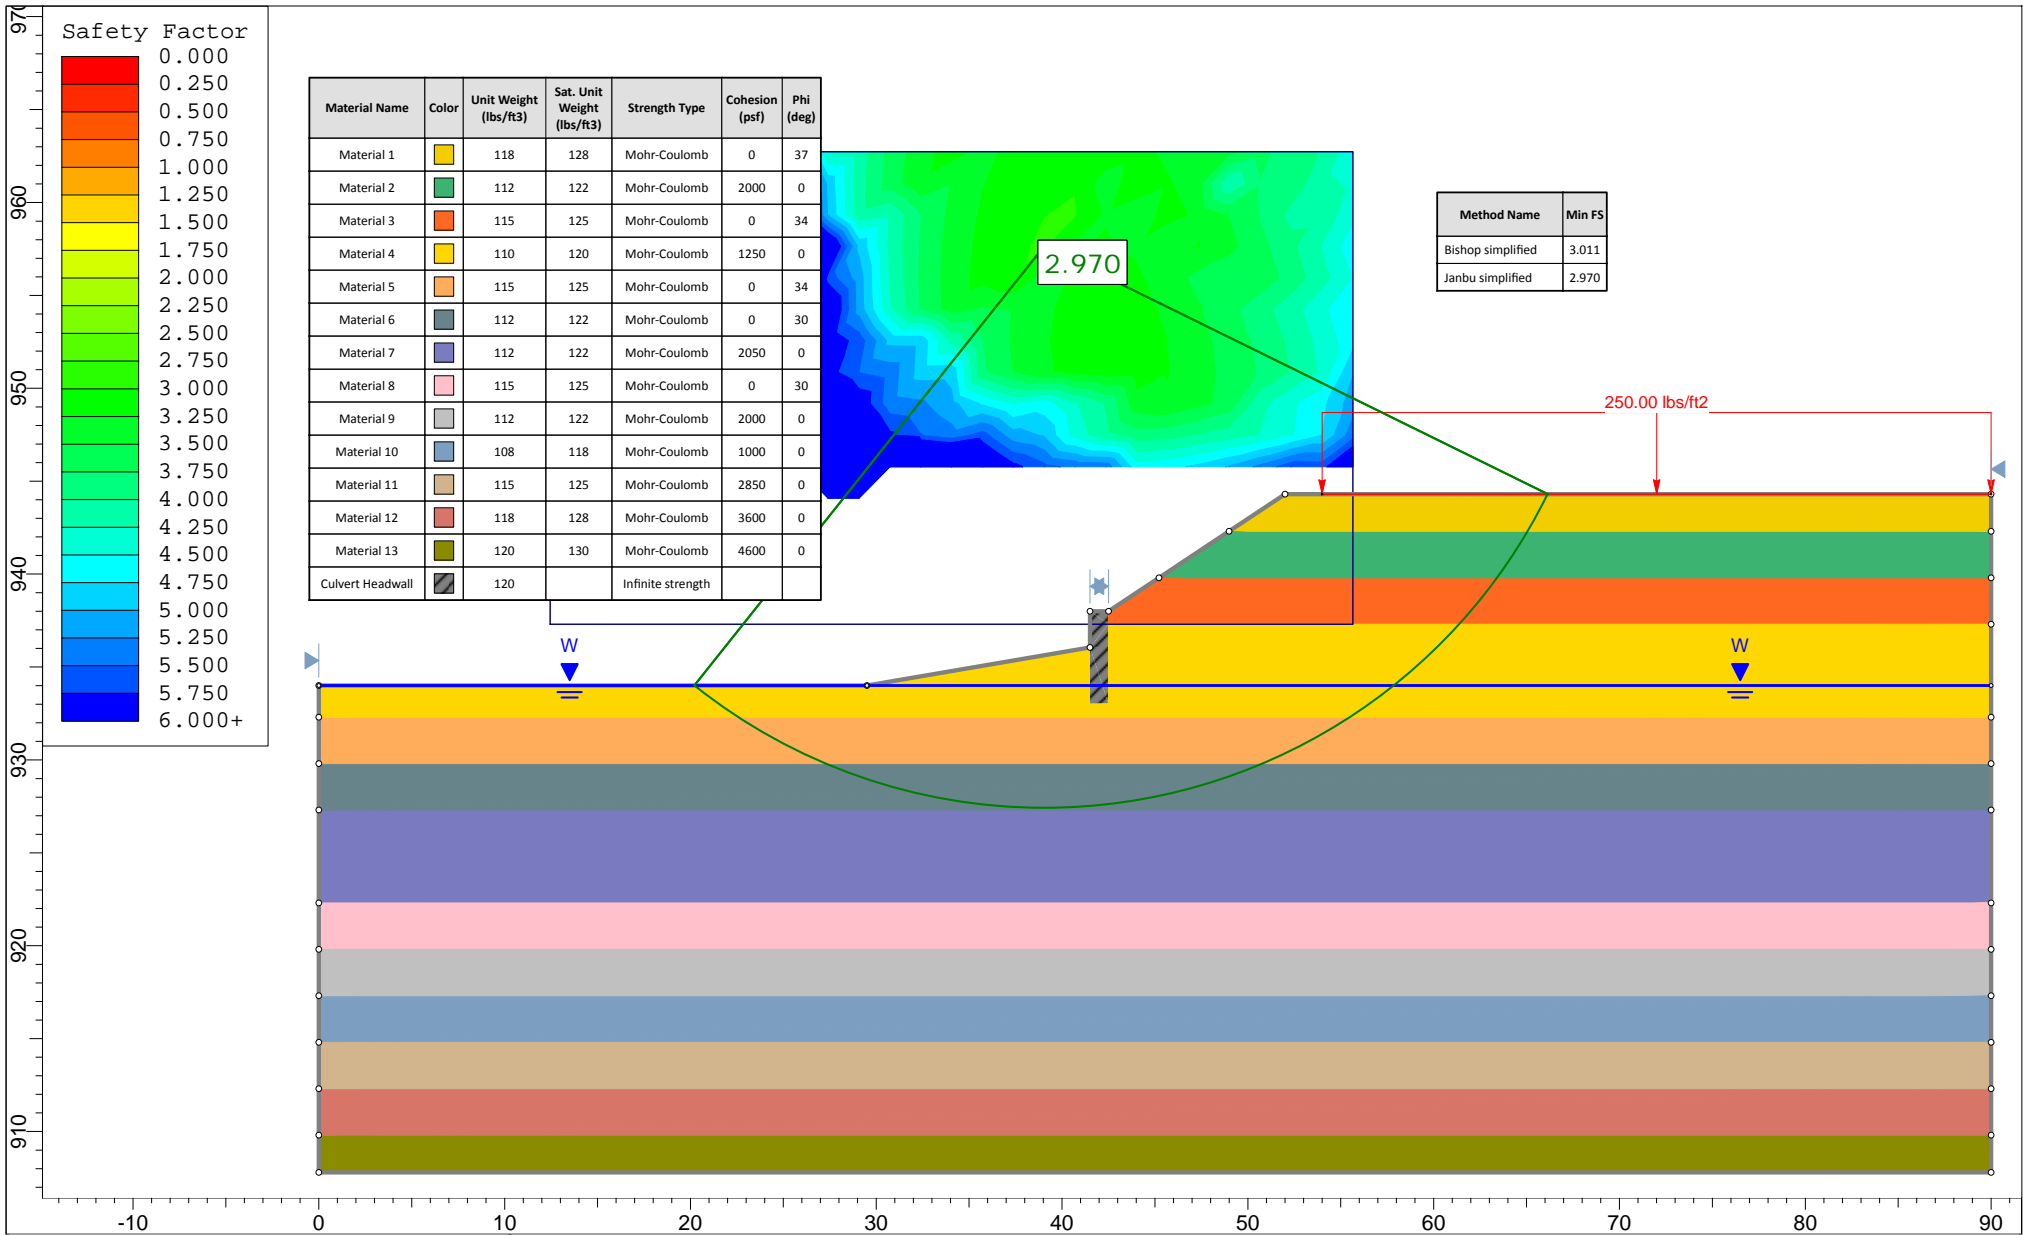 Safety Factor
0.000
0.250
0.500
0.750
1.000
1.250
1.500
1.750
2.000
2.250
2.500
2.750
3.000
3.250
3.500
3.750
4.000
4.250
4.500
4.750
5.000
5.250
5.500
5.750
6.000+
Material Name Color Unit Weight (lbs/ft3) Sat. Unit Weight (lbs/ft3) Strength Type Cohesion (psf) Phi (deg)
Material 1 118 128 Mohr-Coulomb 0 37
Material 2 112 122 Mohr-Coulomb 2000 0
Material 3 115 125 Mohr-Coulomb 0 34
Material 4 110 120 Mohr-Coulomb 1250 0
Material 5 115 125 Mohr-Coulomb 0 34
Material 6 112 122 Mohr-Coulomb 0 30
Material 7 112 122 Mohr-Coulomb 2050 0
Material 8 115 125 Mohr-Coulomb 0 30
Material 9 112 122 Mohr-Coulomb 2000 0
Material 10 108 118 Mohr-Coulomb 1000 0
Material 11 115 125 Mohr-Coulomb 2850 0
Material 12 118 128 Mohr-Coulomb 3600 0
Material 13 120 130 Mohr-Coulomb 4600 0
Culvert Headwall 120 Infinite strength
2.970
Method Name Min FS
Bishop simplified 3.011
Janbu simplified 2.970
250.00 lbs/ft2
W
W
970
960
950
940
930
920
910
-10 0 10 20 30 40 50 60 70 80 90